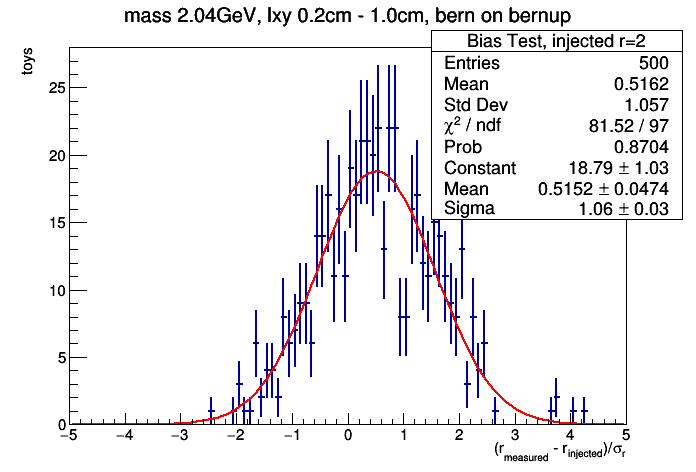 mass 2.04GeV, lxy 0.2cm - 1.0cm, bern on bernup
Bias Test, injected r=2
Entries 500
Mean 0.5162
Std Dev 1.057
χ² / ndf 81.52 / 97
Prob 0.8704
Constant 18.79 ± 1.03
Mean 0.5152 ± 0.0474
Sigma 1.06 ± 0.03
toys
25
20
15
10
5
0
−5 −4 −3 −2 −1 0 1 2 3 4 5
(r_measured - r_injected)/σ_r